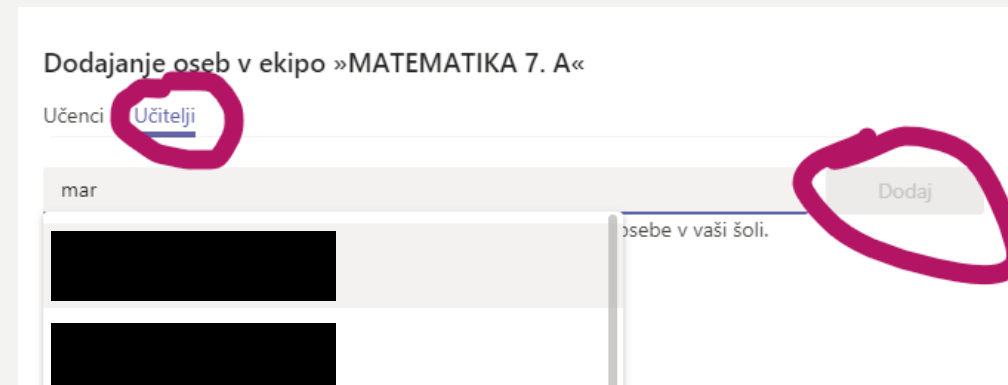 Dodajanje oseb v ekipo »MATEMATIKA 7. A«
Učenci Učitelji
mar Dodaj
osebe v vaši šoli.